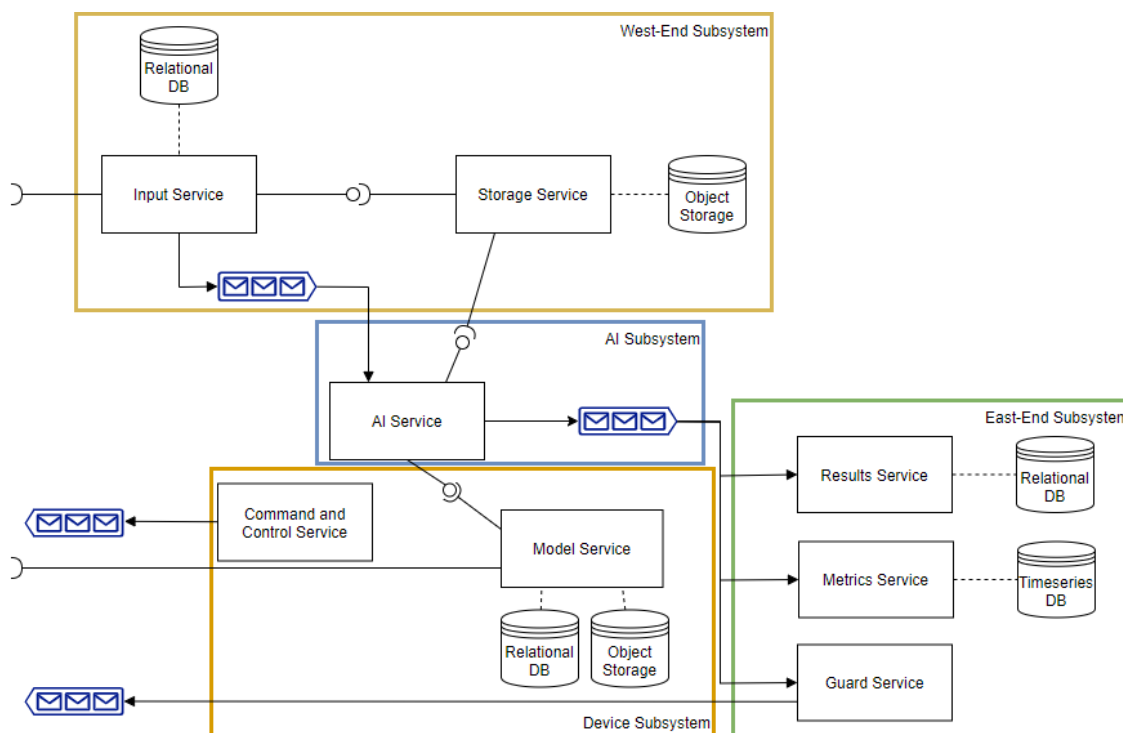 West-End Subsystem
Relational
DB
Input Service
Storage Service
Object
Storage
AI Subsystem
AI Service
East-End Subsystem
Results Service
Relational
DB
Command and
Control Service
Model Service
Metrics Service
Timeseries
DB
Relational
DB
Object
Storage
Guard Service
Device Subsystem